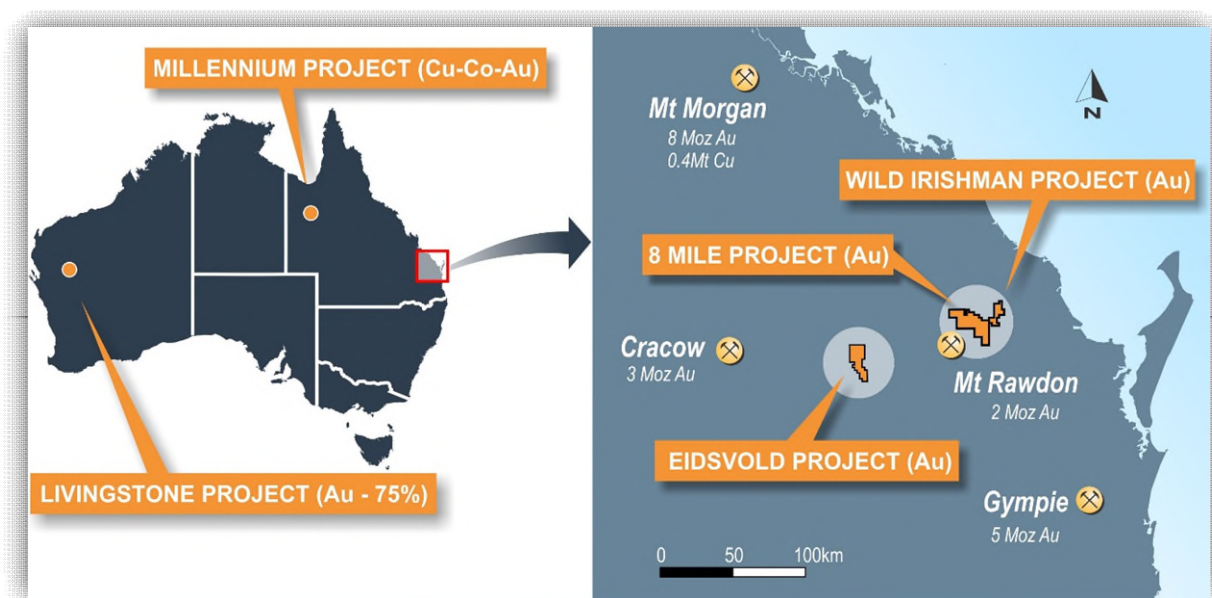 MILLENNIUM PROJECT (Cu-Co-Au)
LIVINGSTONE PROJECT (Au - 75%)
Mt Morgan
8 Moz Au
0.4Mt Cu
N
WILD IRISHMAN PROJECT (Au)
8 MILE PROJECT (Au)
Cracow
3 Moz Au
Mt Rawdon
2 Moz Au
EIDSVOLD PROJECT (Au)
Gympie
5 Moz Au
0 50 100km